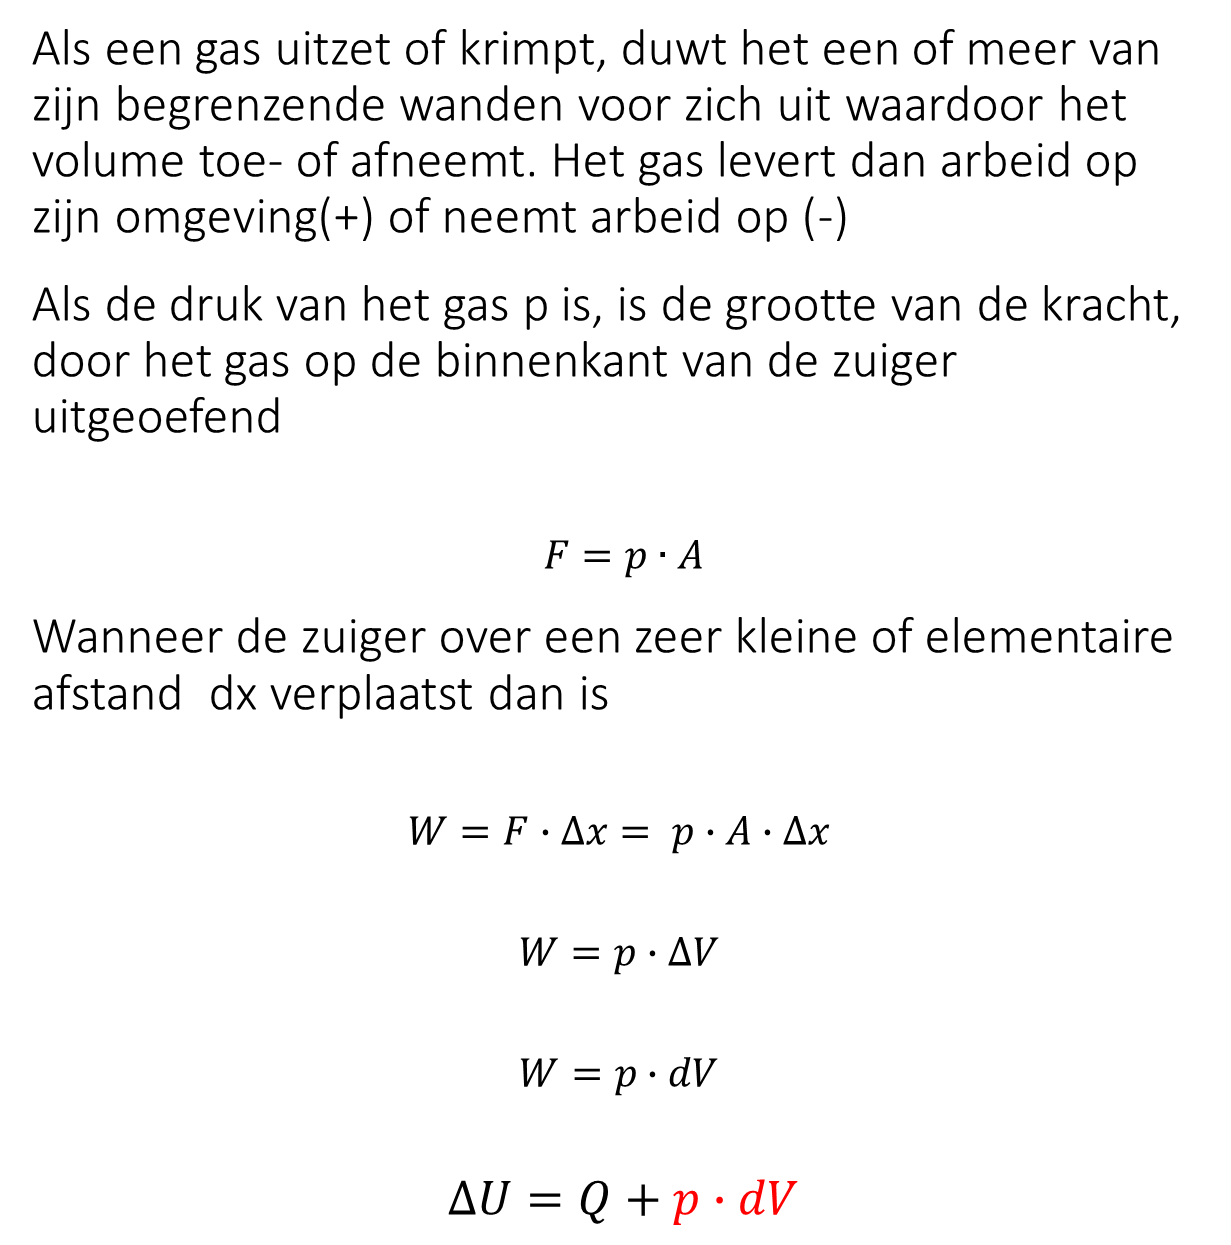 Als een gas uitzet of krimpt, duwt het een of meer van
zijn begrenzende wanden voor zich uit waardoor het
volume toe- of afneemt. Het gas levert dan arbeid op
zijn omgeving(+) of neemt arbeid op (-)
Als de druk van het gas p is, is de grootte van de kracht,
door het gas op de binnenkant van de zuiger
uitgeoefend
F = p · A
Wanneer de zuiger over een zeer kleine of elementaire
afstand  dx verplaatst dan is
W = F · Δx = p · A · Δx
W = p · ΔV
W = p · dV
ΔU = Q + p · dV